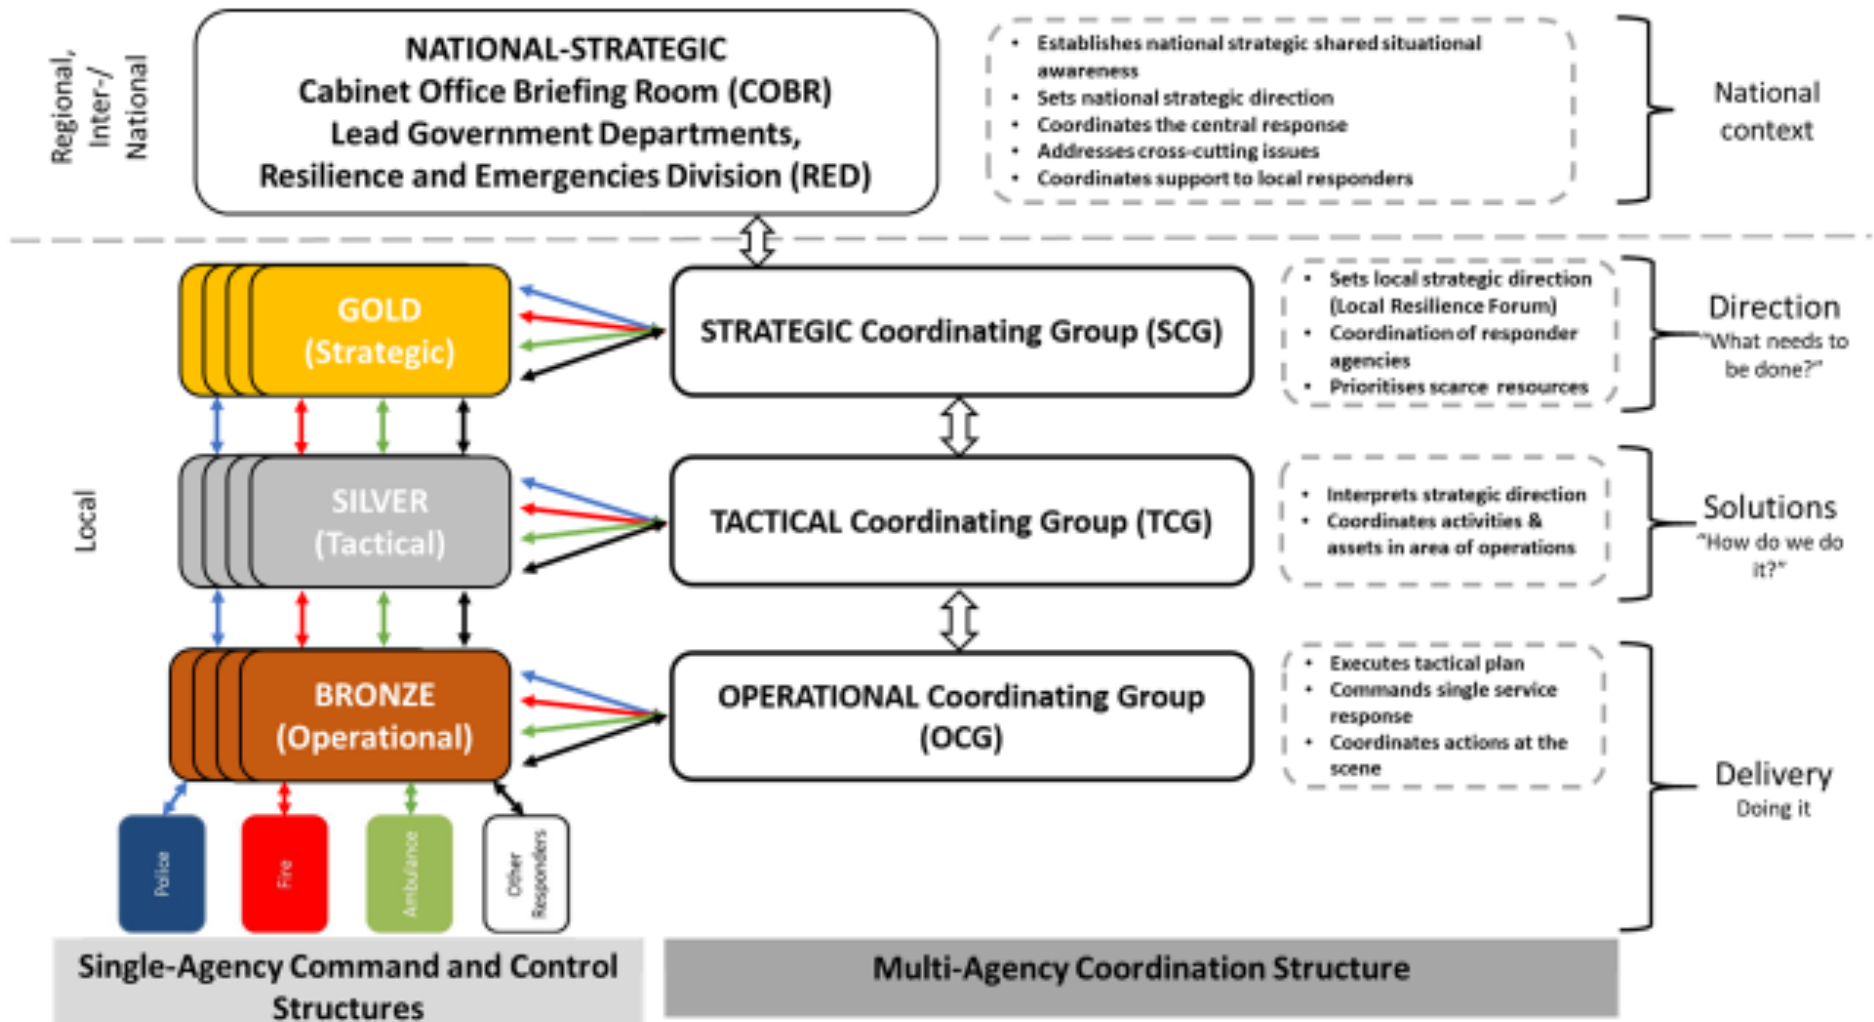 Regional,
Inter-/
National
NATIONAL-STRATEGIC
Cabinet Office Briefing Room (COBR)
Lead Government Departments,
Resilience and Emergencies Division (RED)
• Establishes national strategic shared situational
awareness
• Sets national strategic direction
• Coordinates the central response
• Addresses cross-cutting issues
• Coordinates support to local responders
National
context
Local
GOLD
(Strategic)
STRATEGIC Coordinating Group (SCG)
• Sets local strategic direction
(Local Resilience Forum)
• Coordination of responder
agencies
• Prioritises scarce resources
Direction
"What needs to
be done?"
SILVER
(Tactical)
TACTICAL Coordinating Group (TCG)
• Interprets strategic direction
• Coordinates activities &
assets in area of operations
Solutions
"How do we do
it?"
BRONZE
(Operational)
OPERATIONAL Coordinating Group
(OCG)
• Executes tactical plan
• Commands single service
response
• Coordinates actions at the
scene
Delivery
Doing it
Police
Fire
Ambulance
Other
Responders
Single-Agency Command and Control
Structures
Multi-Agency Coordination Structure